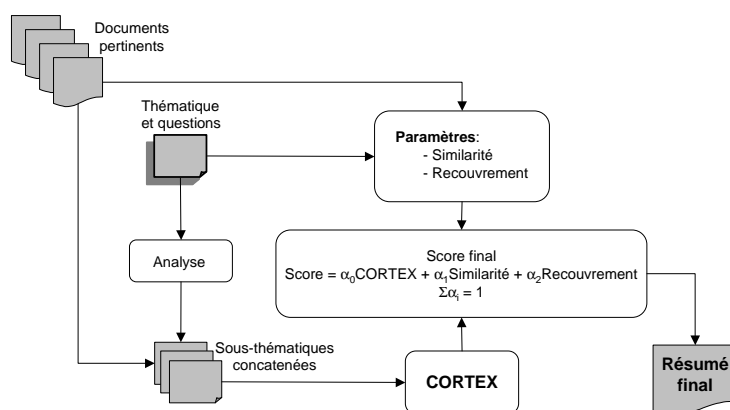 Documents
pertinents
Thématique
et questions
Paramètres:
- Similarité
- Recouvrement
Analyse
Score final
Score = α₀CORTEX + α₁Similarité + α₂Recouvrement
Σαᵢ = 1
Sous-thématiques
concatenées
CORTEX
Résumé
final